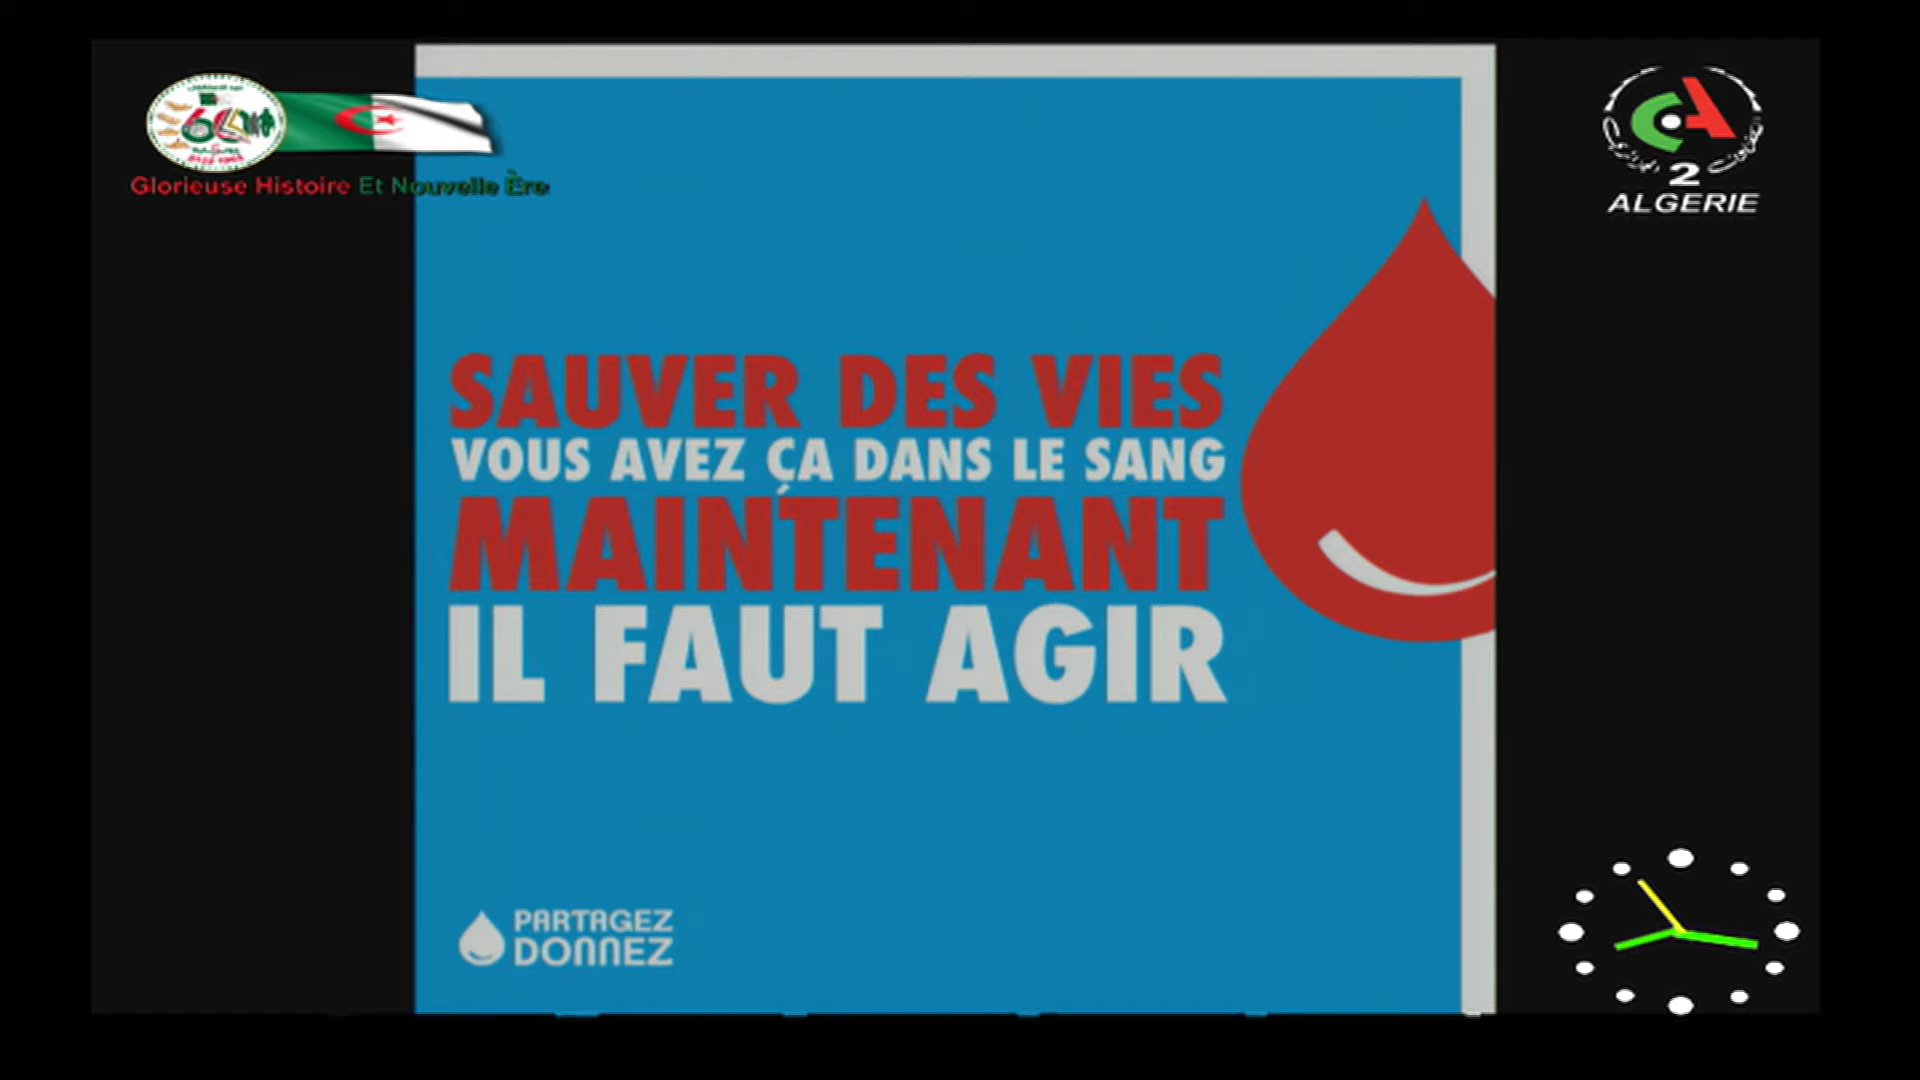 Glorieuse Histoire Et Nouvelle Ère
60
2
ALGERIE
SAUVER DES VIES
VOUS AVEZ ÇA DANS LE SANG
MAINTENANT
IL FAUT AGIR
PARTAGEZ
DONNEZ